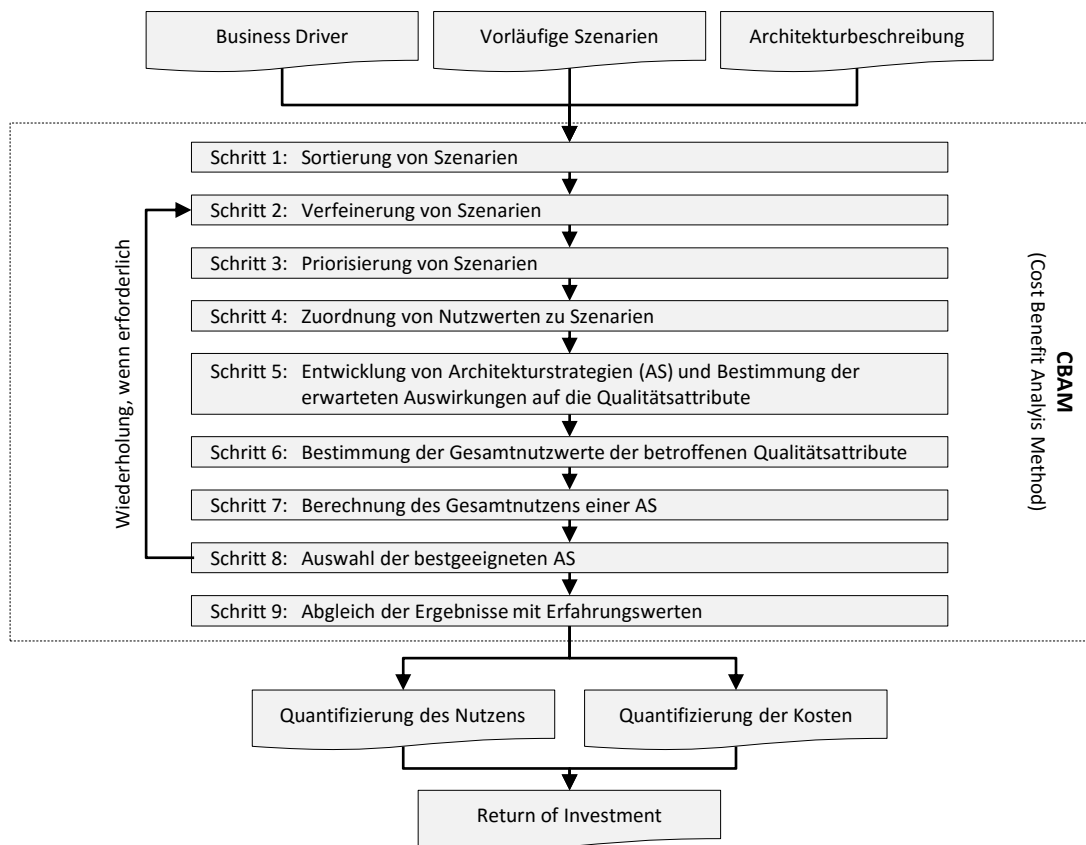 Business Driver
Vorläufige Szenarien
Architekturbeschreibung
Schritt 1: Sortierung von Szenarien
Schritt 2: Verfeinerung von Szenarien
Schritt 3: Priorisierung von Szenarien
Schritt 4: Zuordnung von Nutzwerten zu Szenarien
Schritt 5: Entwicklung von Architekturstrategien (AS) und Bestimmung der
erwarteten Auswirkungen auf die Qualitätsattribute
Schritt 6: Bestimmung der Gesamtnutzwerte der betroffenen Qualitätsattribute
Schritt 7: Berechnung des Gesamtnutzens einer AS
Schritt 8: Auswahl der bestgeeigneten AS
Schritt 9: Abgleich der Ergebnisse mit Erfahrungswerten
Wiederholung, wenn erforderlich
CBAM
(Cost Benefit Analyis Method)
Quantifizierung des Nutzens
Quantifizierung der Kosten
Return of Investment